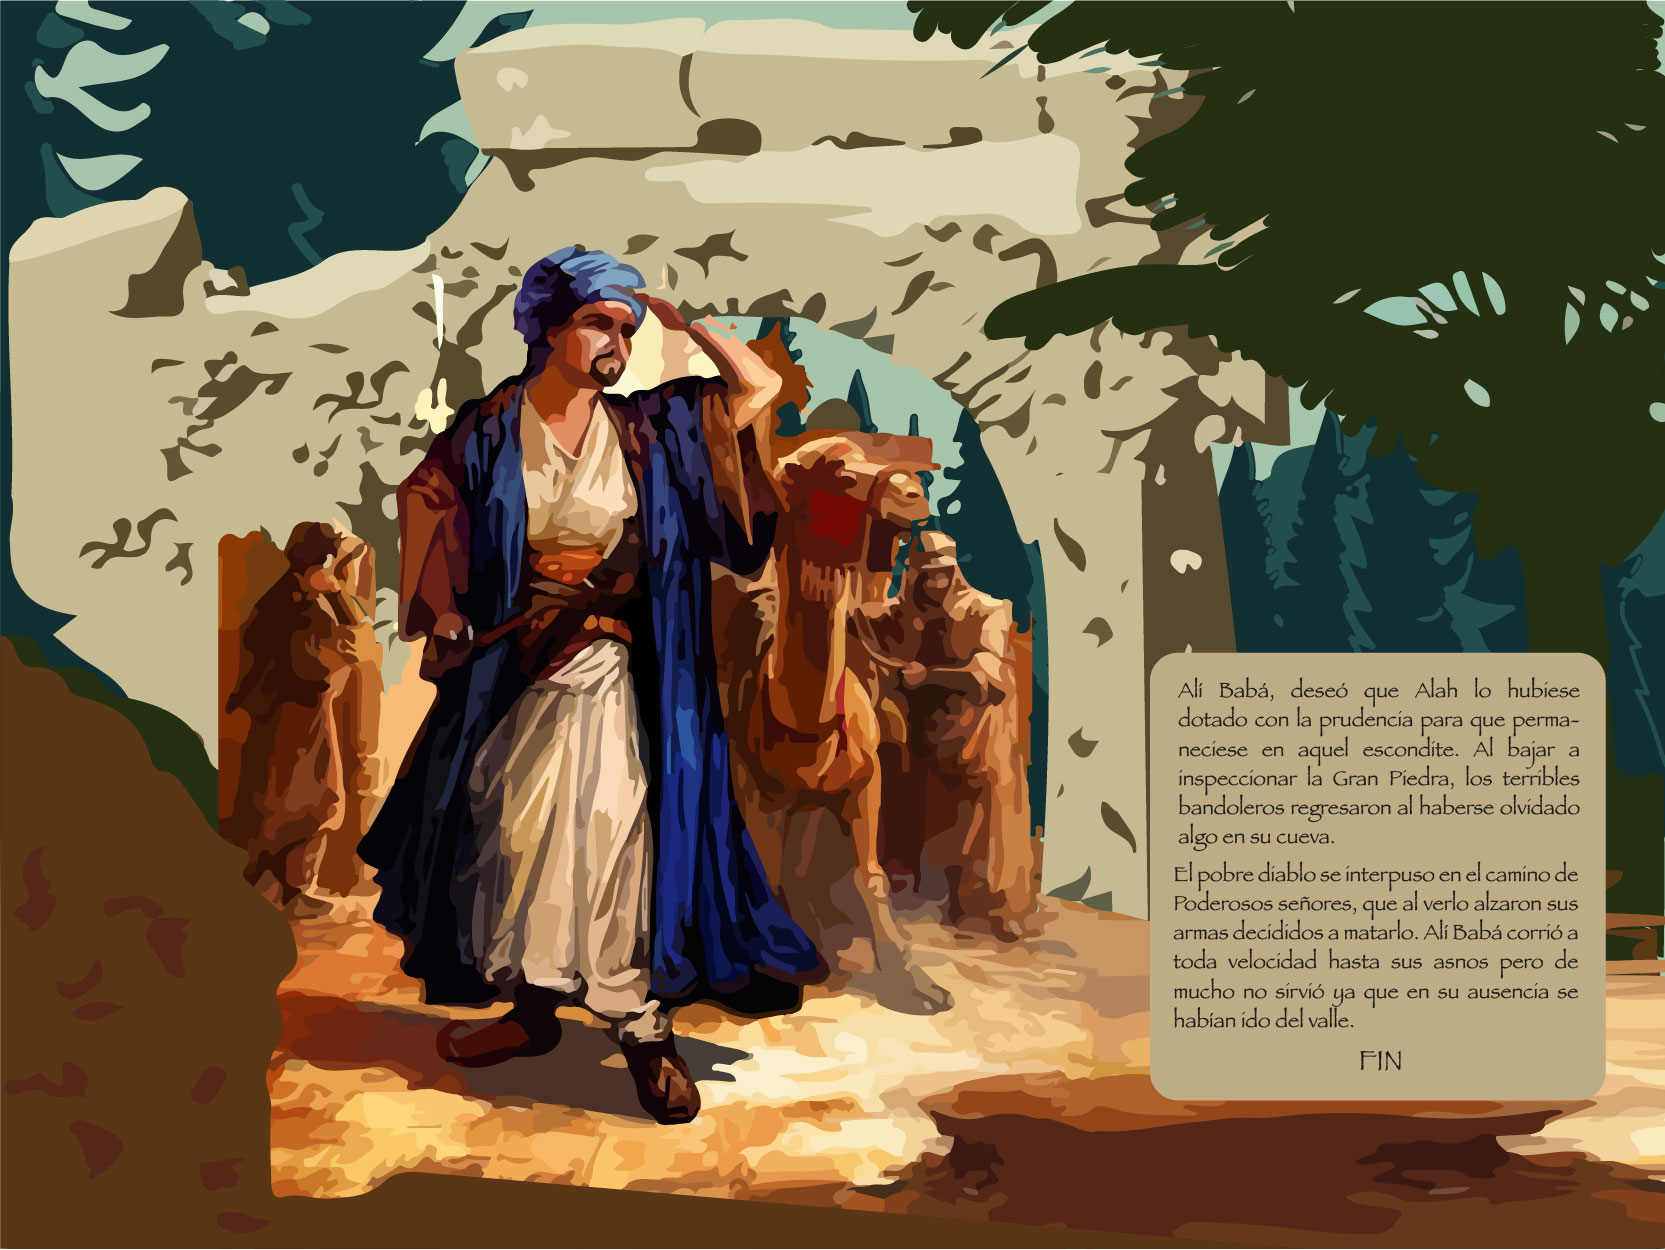 Alí Babá, deseó que Alah lo hubiese
dotado con la prudencia para que perma-
neciese en aquel escondite. Al bajar a
inspeccionar la Gran Piedra, los terribles
bandoleros regresaron al haberse olvidado
algo en su cueva.
El pobre diablo se interpuso en el camino de
Poderosos señores, que al verlo alzaron sus
armas decididos a matarlo. Alí Babá corrió a
toda velocidad hasta sus asnos pero de
mucho no sirvió ya que en su ausencia se
habían ido del valle.
FIN